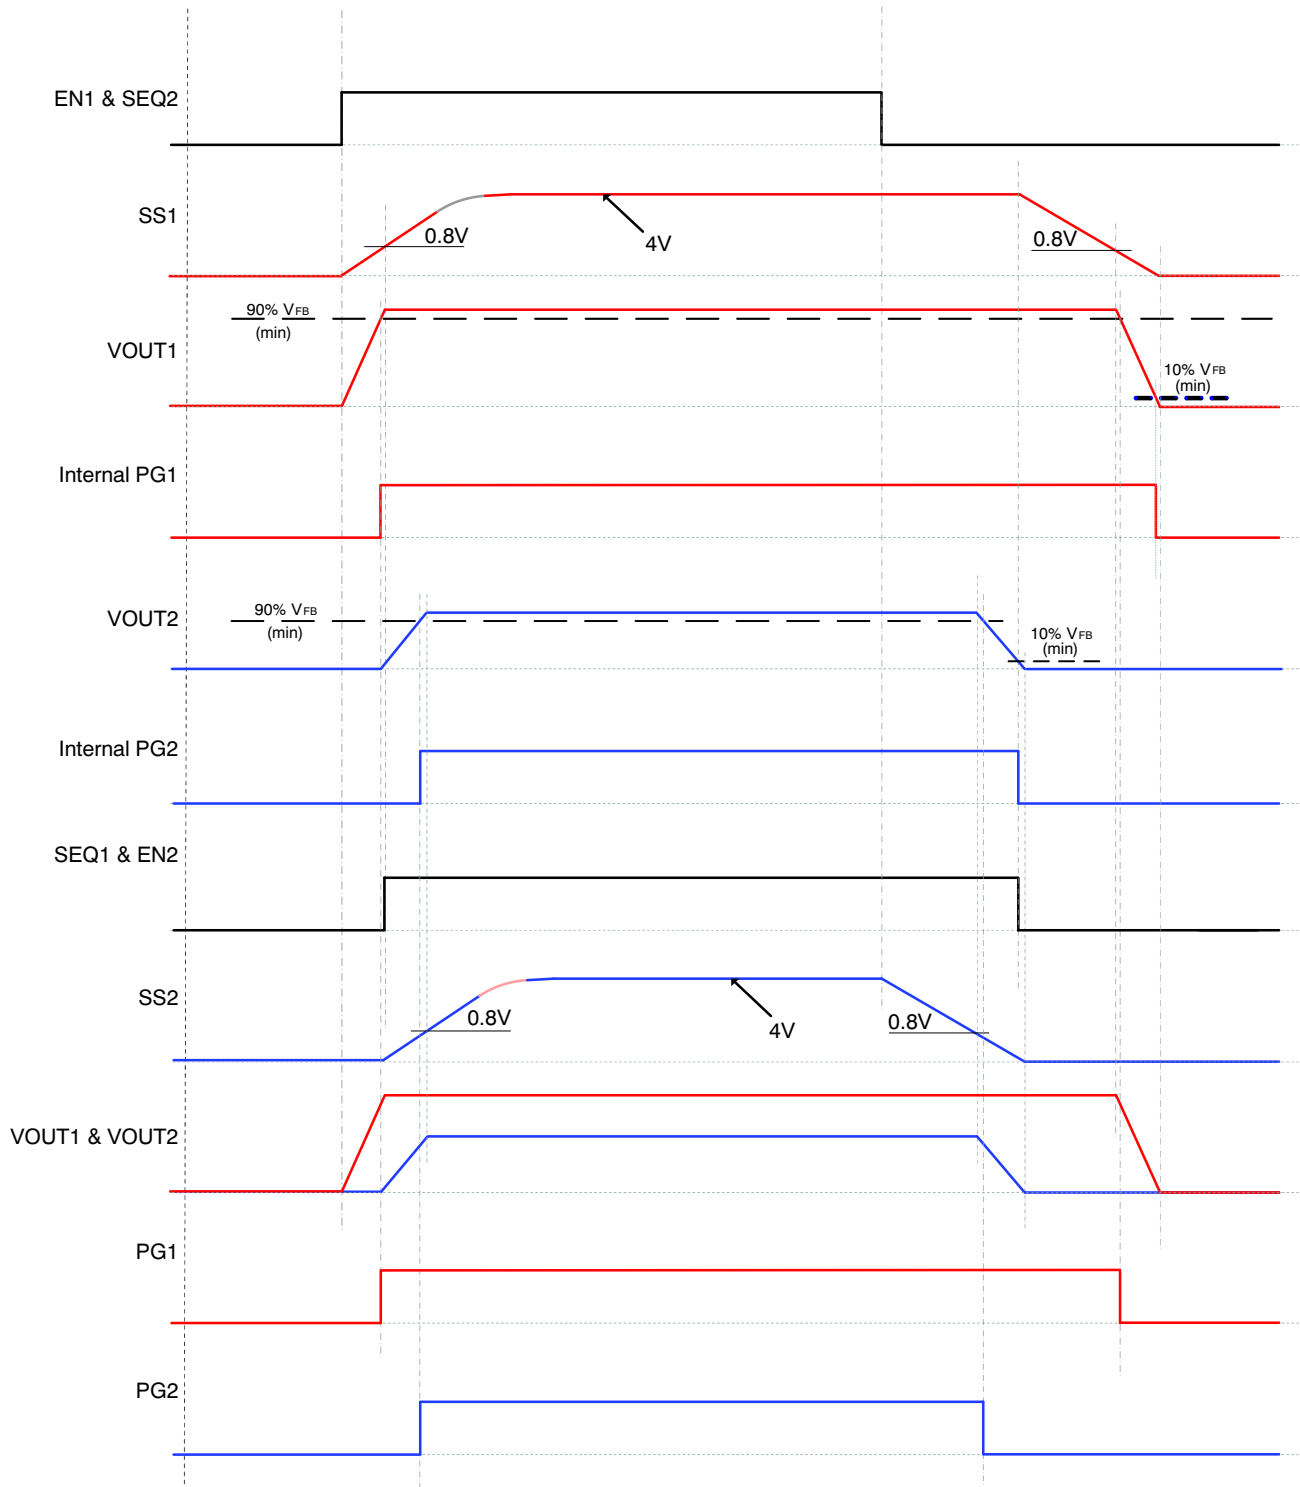 EN1 & SEQ2
SS1
0.8V
4V
0.8V
90% VFB
(min)
VOUT1
10% VFB
(min)
Internal PG1
90% VFB
(min)
VOUT2
10% VFB
(min)
Internal PG2
SEQ1 & EN2
SS2
0.8V
4V
0.8V
VOUT1 & VOUT2
PG1
PG2